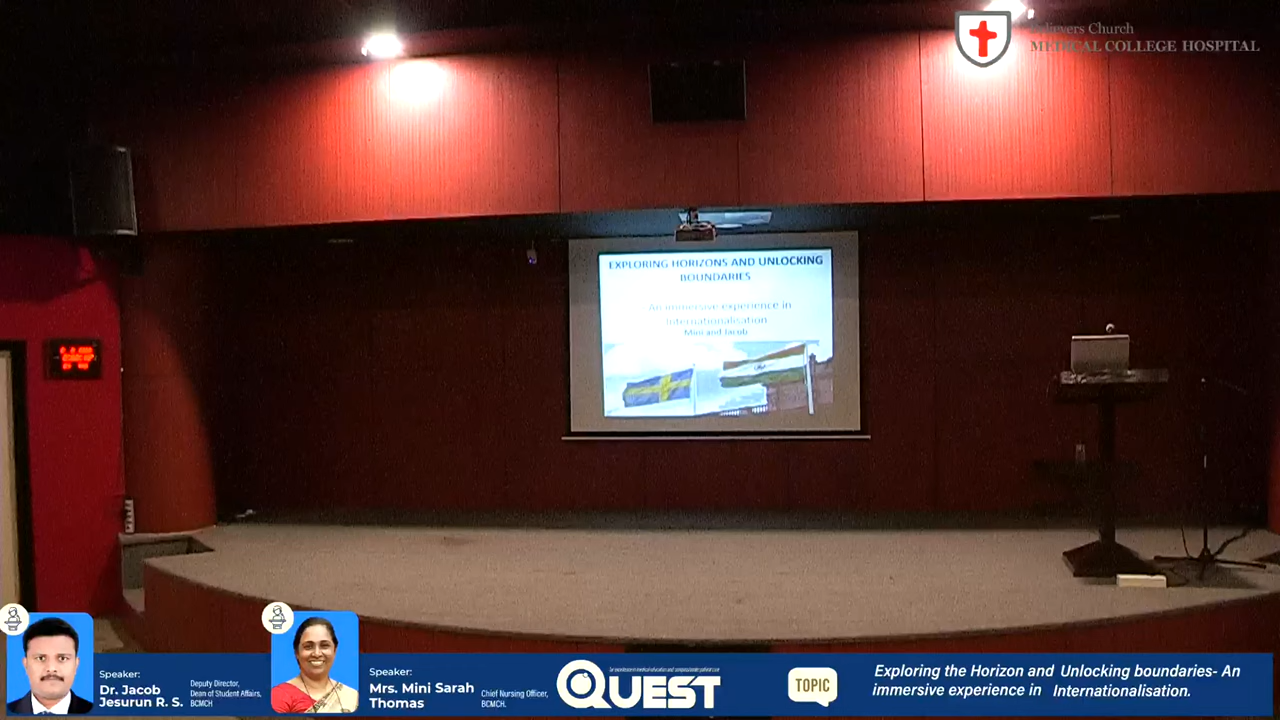 Believers Church
MEDICAL COLLEGE HOSPITAL
EXPLORING HORIZONS AND UNLOCKING
BOUNDARIES
An immersive experience in
Internationalisation
Mini and Jacob
Speaker:
Dr. Jacob
Jesurun R. S.
Deputy Director,
Dean of Student Affairs,
BCMCH
Speaker:
Mrs. Mini Sarah
Thomas
Chief Nursing Officer,
BCMCH.
QUEST
TOPIC
Exploring the Horizon and Unlocking boundaries- An
immersive experience in Internationalisation.